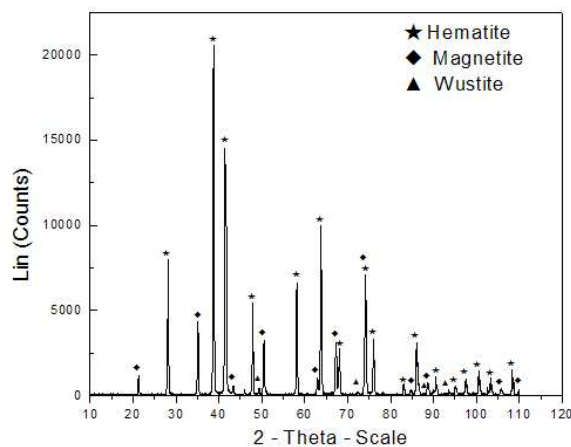 ★ Hematite
◆ Magnetite
▲ Wustite
20000
15000
10000
5000
0
Lin (Counts)
10 20 30 40 50 60 70 80 90 100 110 120
2 - Theta - Scale